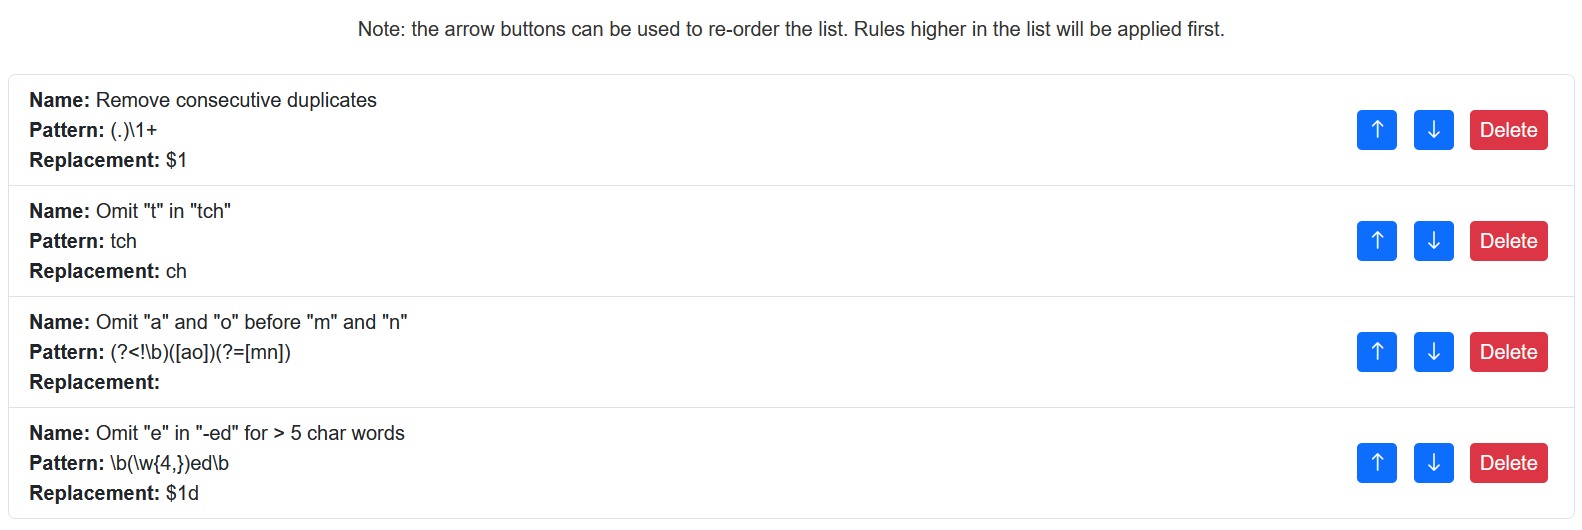 Note: the arrow buttons can be used to re-order the list. Rules higher in the list will be applied first.
Name: Remove consecutive duplicates
Pattern: (.)\1+
Replacement: $1
↑ ↓ Delete
Name: Omit "t" in "tch"
Pattern: tch
Replacement: ch
↑ ↓ Delete
Name: Omit "a" and "o" before "m" and "n"
Pattern: (?<!\b)([ao])(?=[mn])
Replacement:
↑ ↓ Delete
Name: Omit "e" in "-ed" for > 5 char words
Pattern: \b(\w{4,})ed\b
Replacement: $1d
↑ ↓ Delete